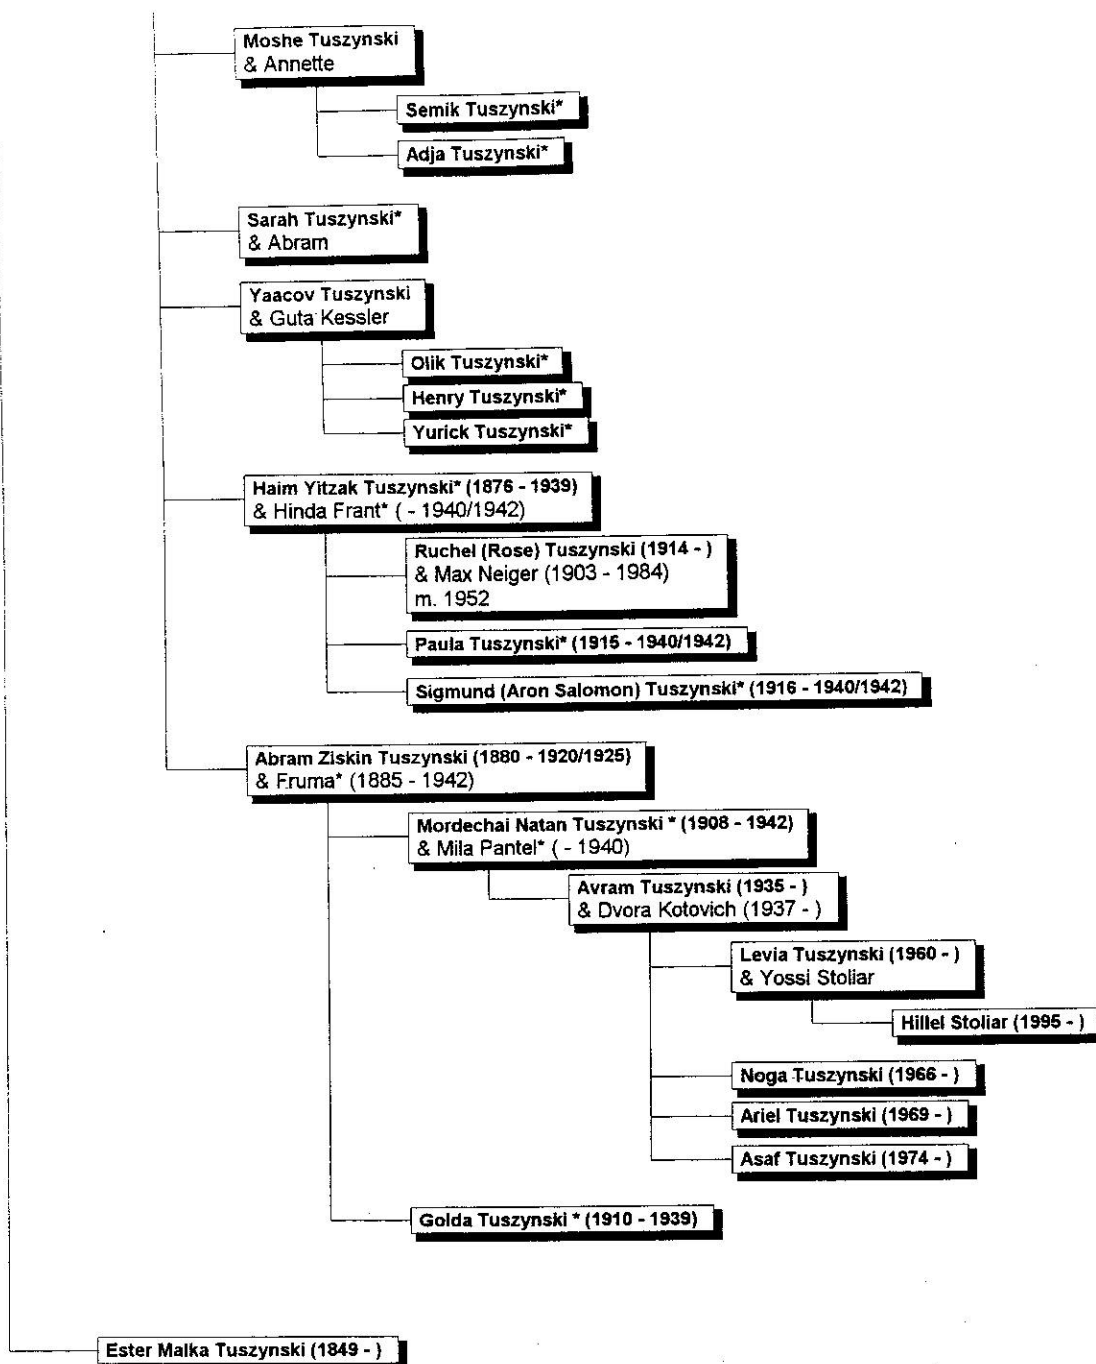 Moshe Tuszynski
& Annette
Semik Tuszynski*
Adja Tuszynski*
Sarah Tuszynski*
& Abram
Yaacov Tuszynski
& Guta Kessler
Olik Tuszynski*
Henry Tuszynski*
Yurick Tuszynski*
Haim Yitzak Tuszynski* (1876 - 1939)
& Hinda Frant* ( - 1940/1942)
Ruchel (Rose) Tuszynski (1914 - )
& Max Neiger (1903 - 1984)
m. 1952
Paula Tuszynski* (1915 - 1940/1942)
Sigmund (Aron Salomon) Tuszynski* (1916 - 1940/1942)
Abram Ziskin Tuszynski (1880 - 1920/1925)
& Fruma* (1885 - 1942)
Mordechai Natan Tuszynski * (1908 - 1942)
& Mila Pantel* ( - 1940)
Avram Tuszynski (1935 - )
& Dvora Kotovich (1937 - )
Levia Tuszynski (1960 - )
& Yossi Stoliar
Hillel Stoliar (1995 - )
Noga Tuszynski (1966 - )
Ariel Tuszynski (1969 - )
Asaf Tuszynski (1974 - )
Golda Tuszynski * (1910 - 1939)
Ester Malka Tuszynski (1849 - )